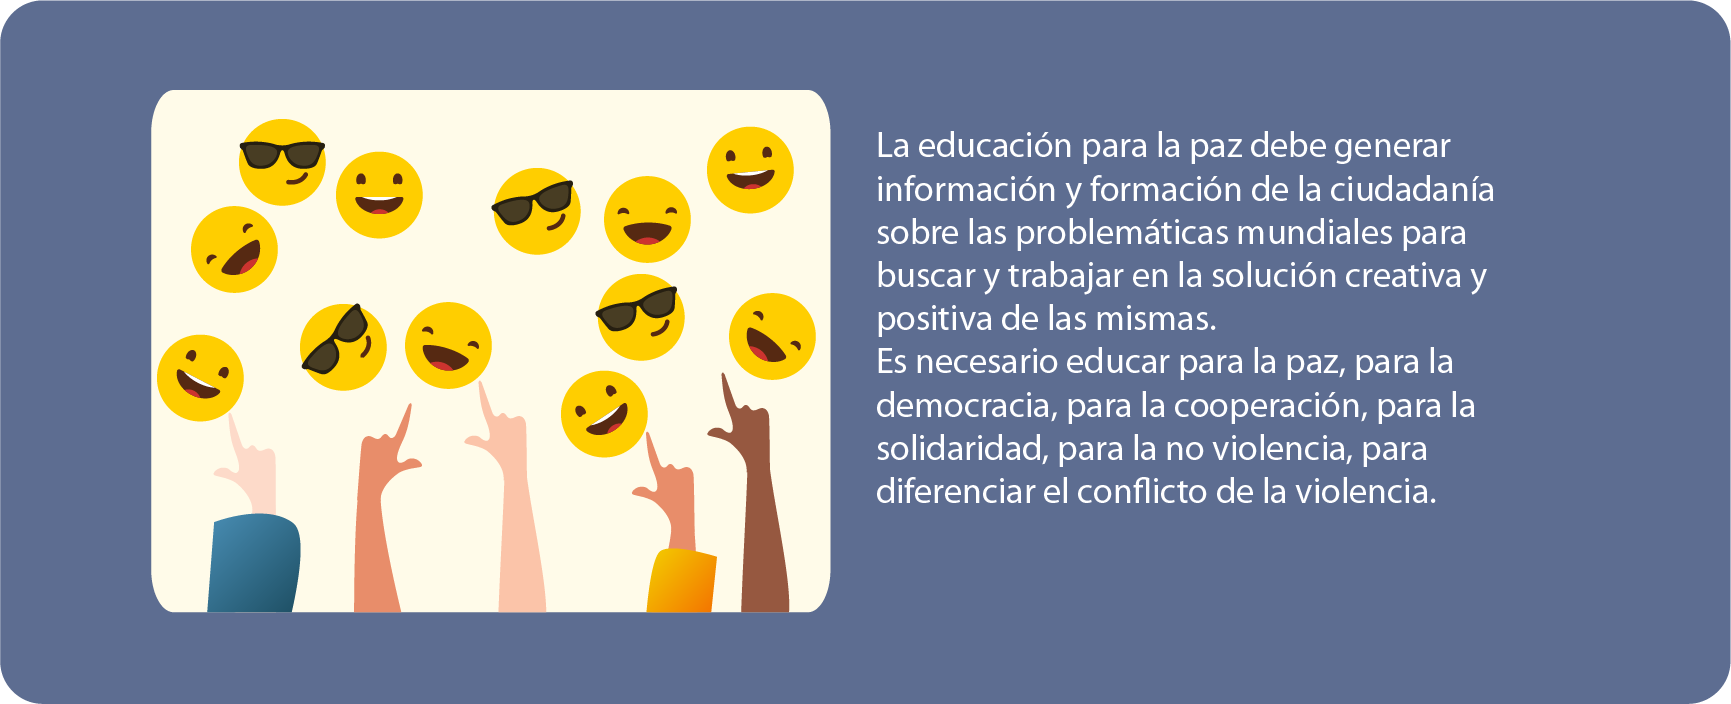 La educación para la paz debe generar
información y formación de la ciudadanía
sobre las problemáticas mundiales para
buscar y trabajar en la solución creativa y
positiva de las mismas.
Es necesario educar para la paz, para la
democracia, para la cooperación, para la
solidaridad, para la no violencia, para
diferenciar el conflicto de la violencia.